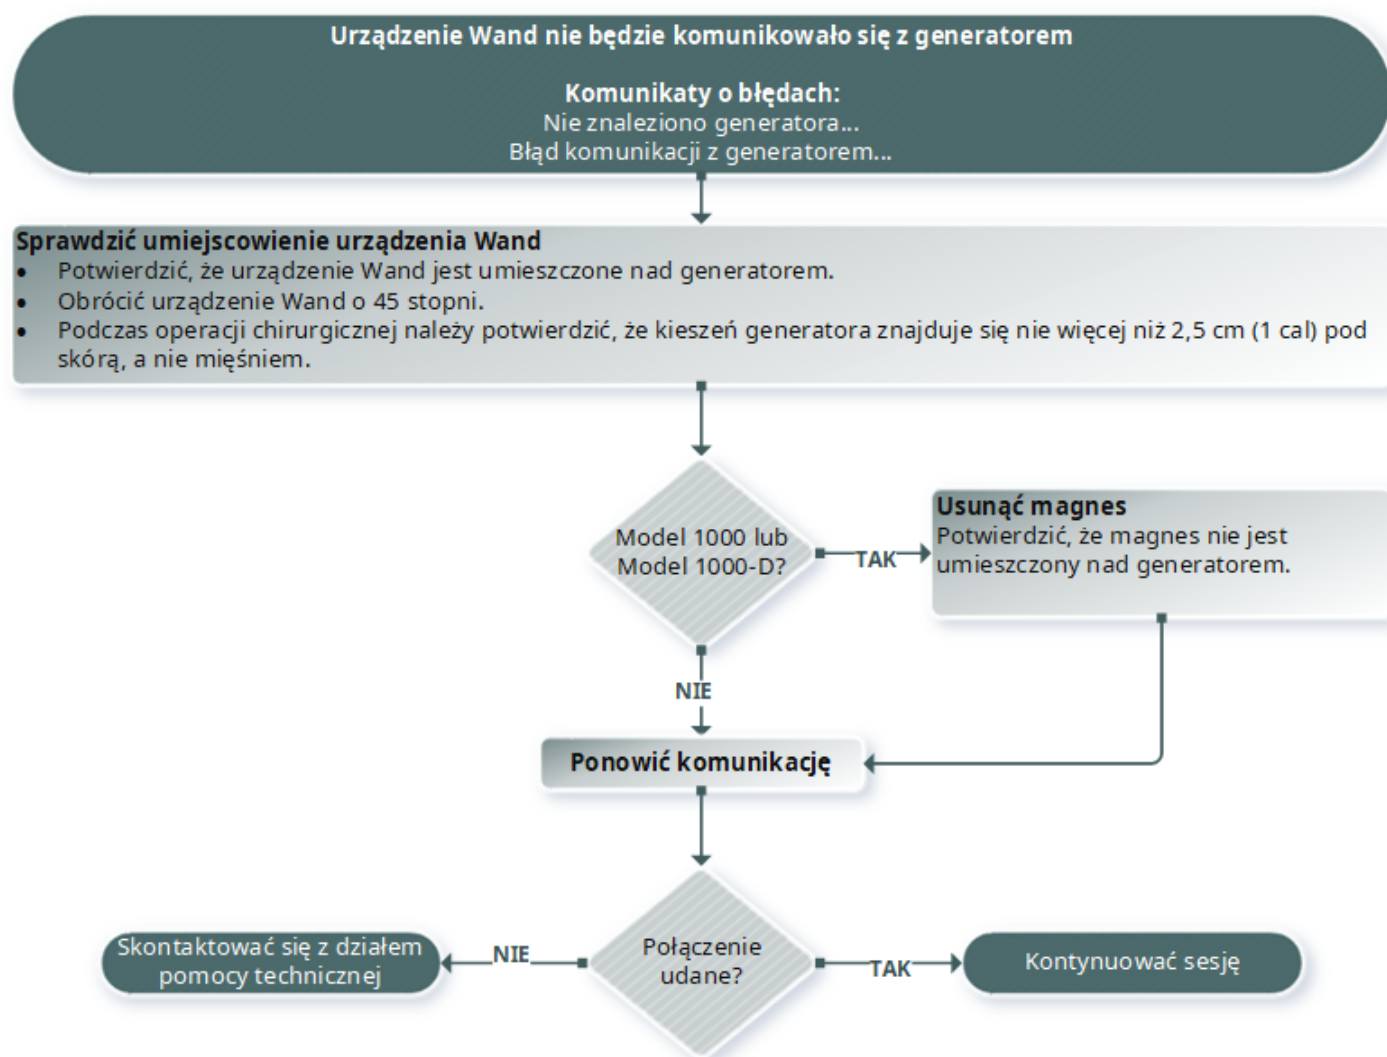 Urządzenie Wand nie będzie komunikowało się z generatorem
Komunikaty o błędach:
Nie znaleziono generatora...
Błąd komunikacji z generatorem...
Sprawdzić umiejscowienie urządzenia Wand
• Potwierdzić, że urządzenie Wand jest umieszczone nad generatorem.
• Obrócić urządzenie Wand o 45 stopni.
• Podczas operacji chirurgicznej należy potwierdzić, że kieszeń generatora znajduje się nie więcej niż 2,5 cm (1 cal) pod
skórą, a nie mięśniem.
Model 1000 lub
Model 1000-D?
TAK
Usunąć magnes
Potwierdzić, że magnes nie jest
umieszczony nad generatorem.
NIE
Ponowić komunikację
Skontaktować się z działem
pomocy technicznej
NIE
Połączenie
udane?
TAK
Kontynuować sesję